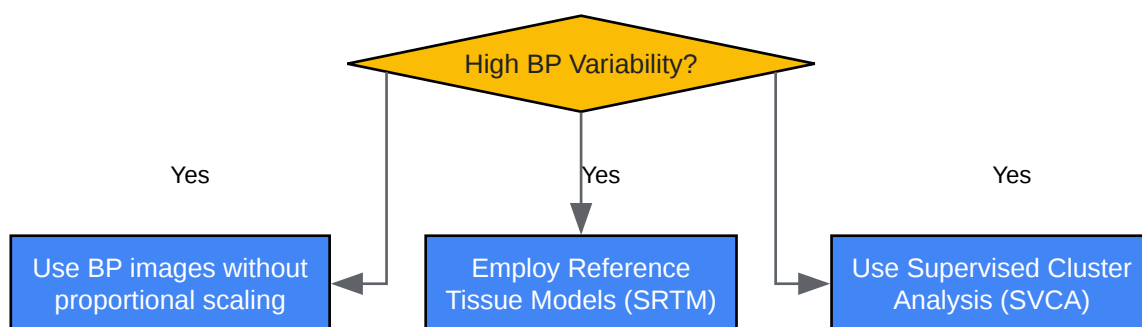 High BP Variability?
Yes
Yes
Yes
Use BP images without
proportional scaling
Employ Reference
Tissue Models (SRTM)
Use Supervised Cluster
Analysis (SVCA)